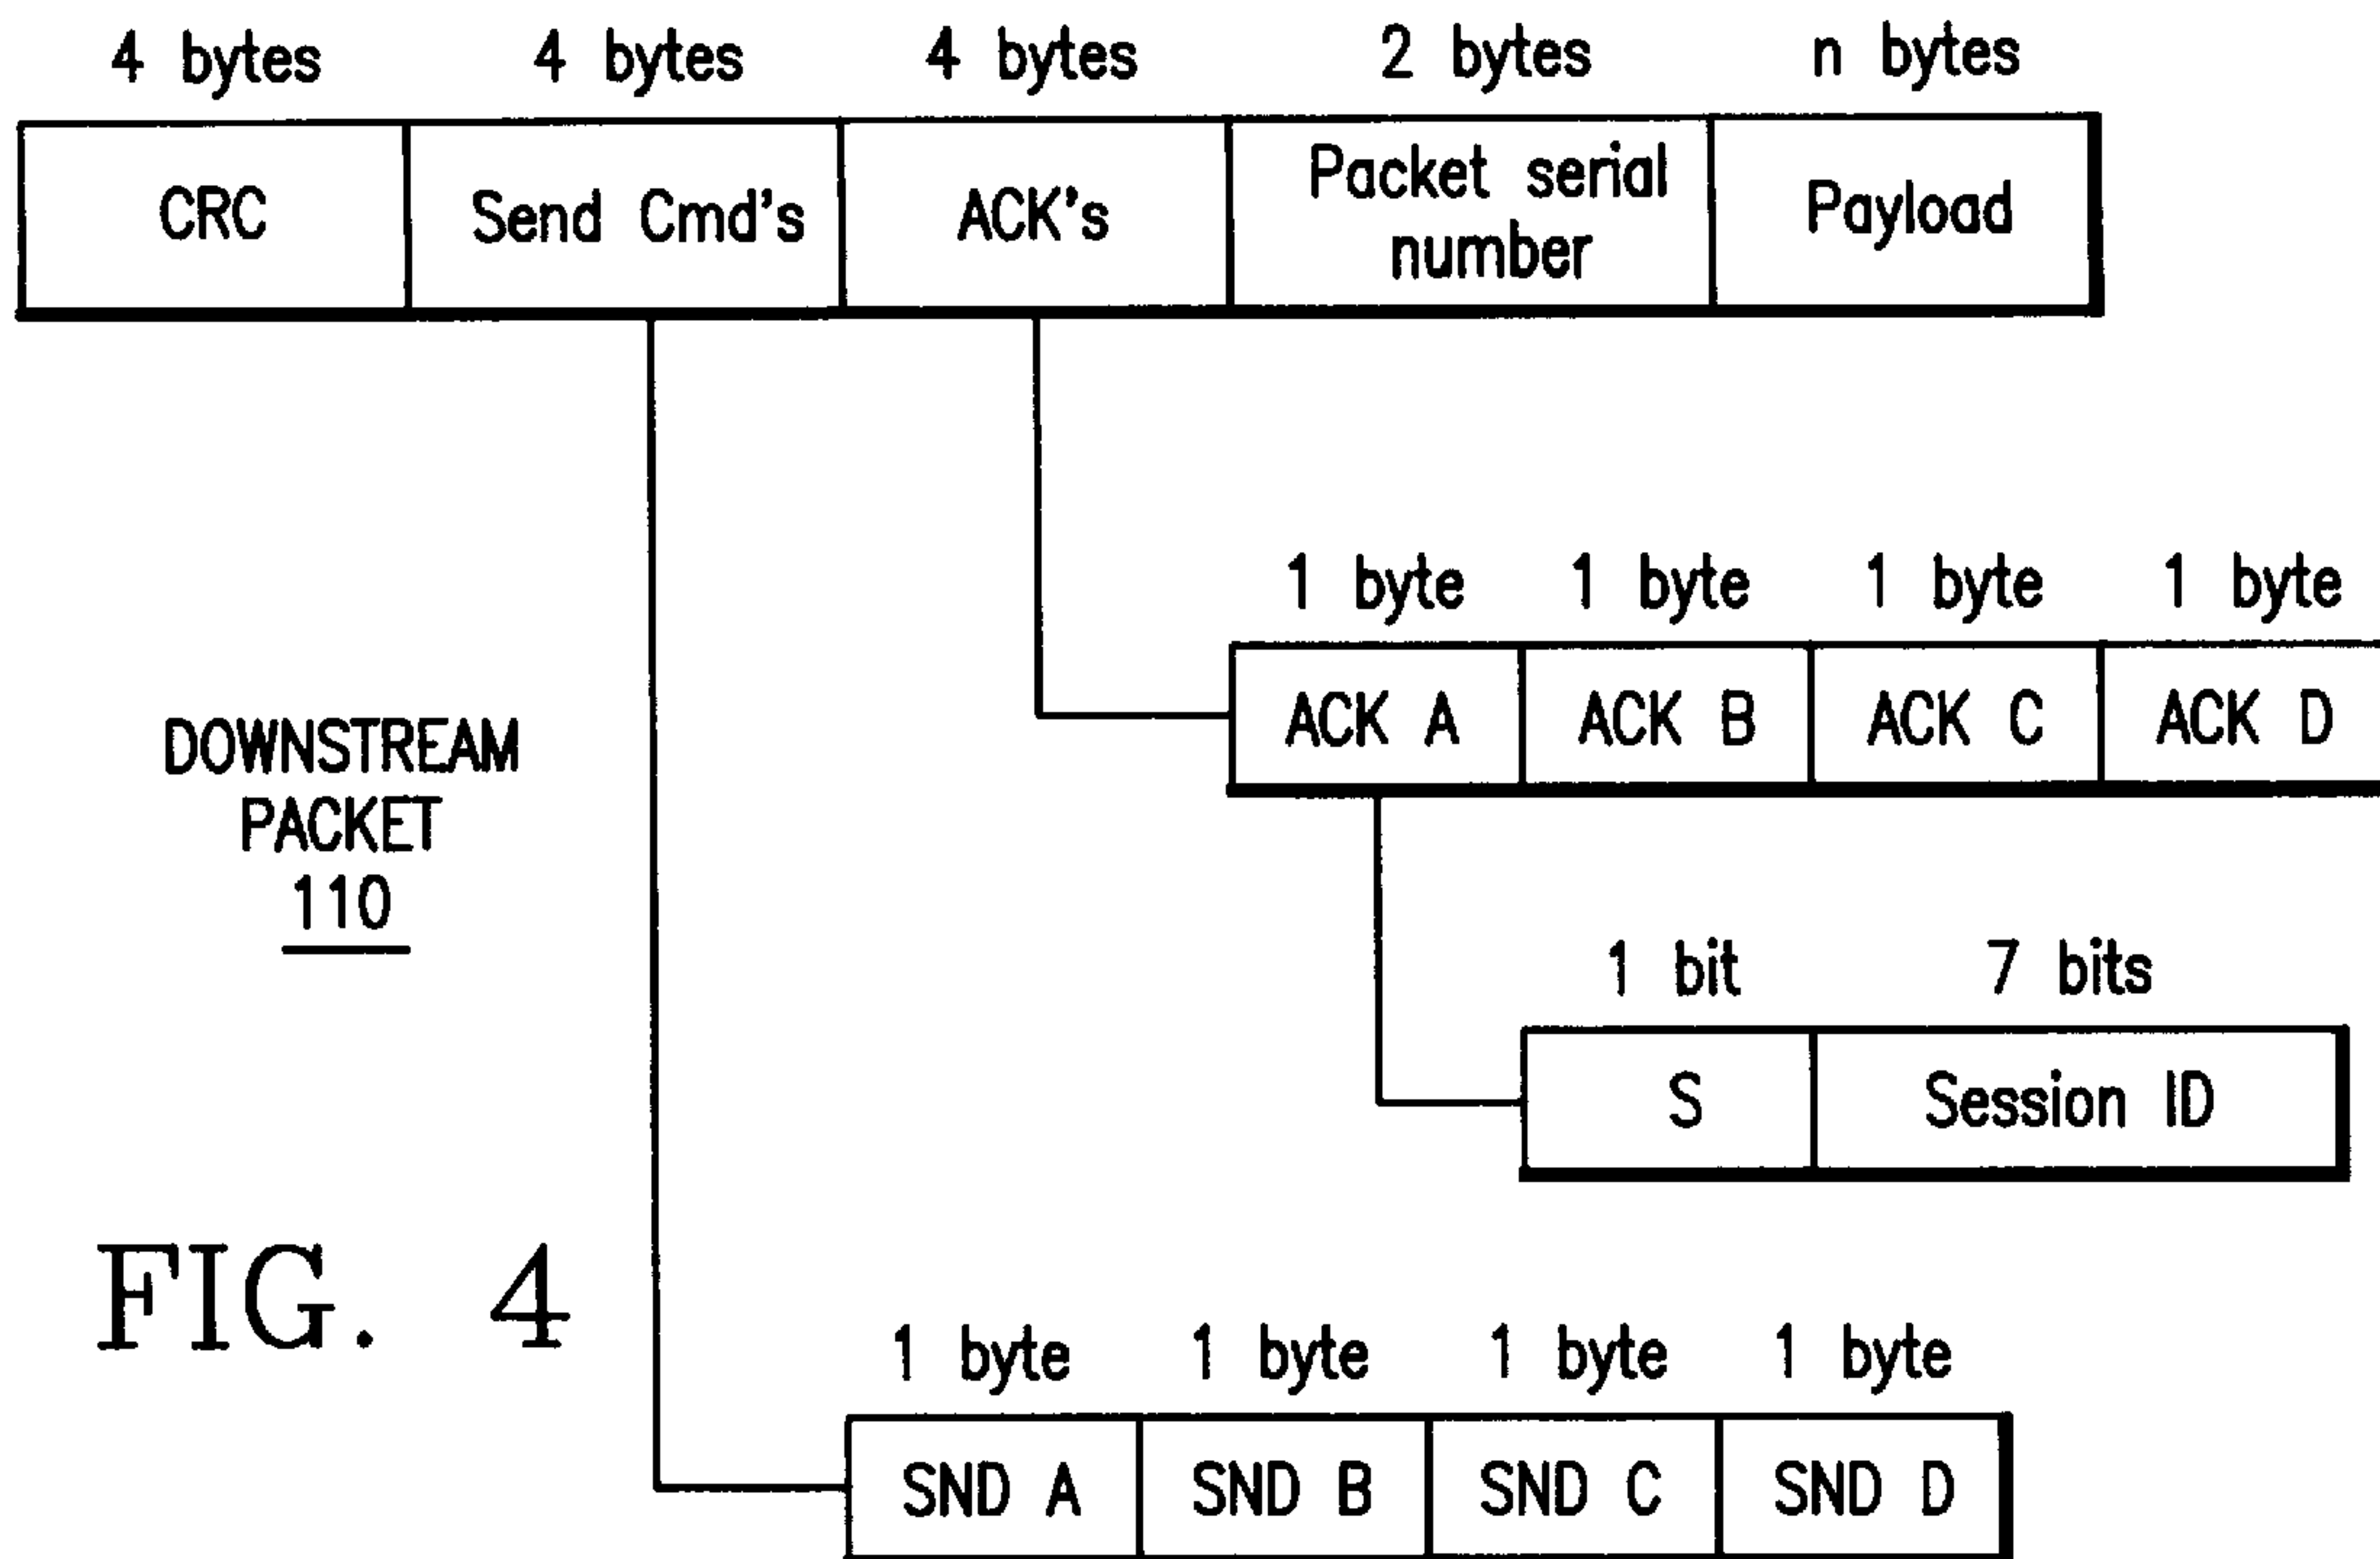 4 bytes 4 bytes 4 bytes 2 bytes n bytes
CRC Send Cmd's ACK's Packet serial number Payload
1 byte 1 byte 1 byte 1 byte
ACK A ACK B ACK C ACK D
DOWNSTREAM
PACKET
110
1 bit 7 bits
S Session ID
FIG. 4
1 byte 1 byte 1 byte 1 byte
SND A SND B SND C SND D